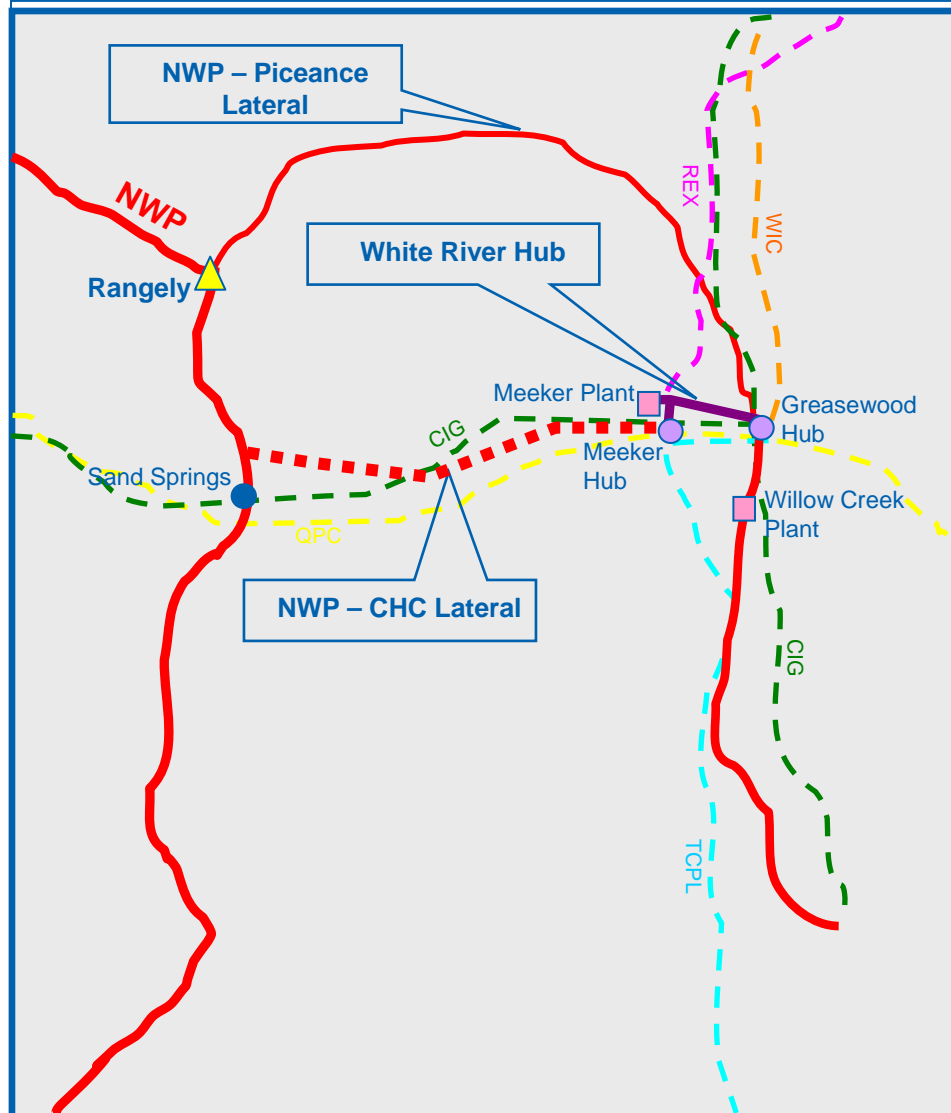 NWP – Piceance
Lateral
NWP
REX
WIC
White River Hub
Rangely
Meeker Plant
Greasewood
Hub
CIG
Meeker
Hub
Sand Springs
Willow Creek
Plant
QPC
NWP – CHC Lateral
CIG
TCPL